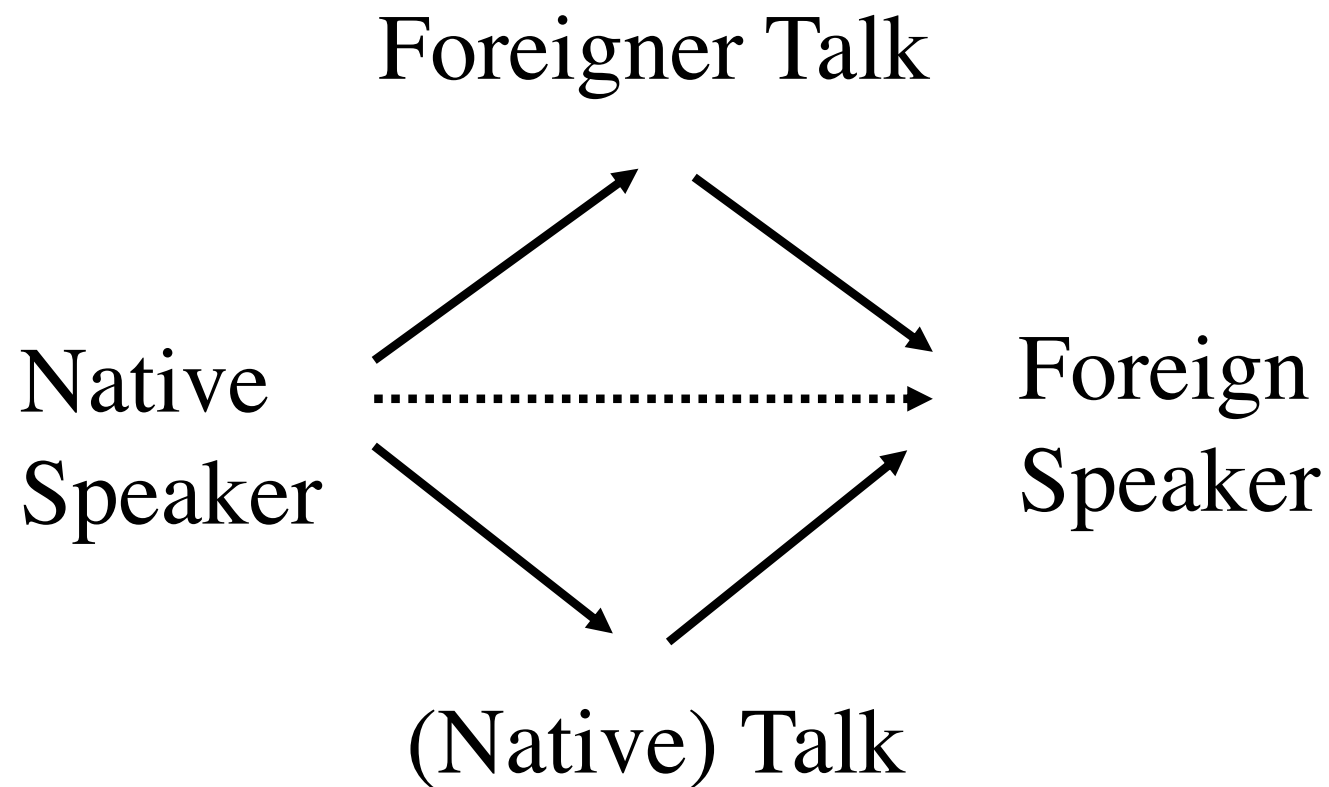 Foreigner Talk
Native
Speaker
Foreign
Speaker
(Native) Talk